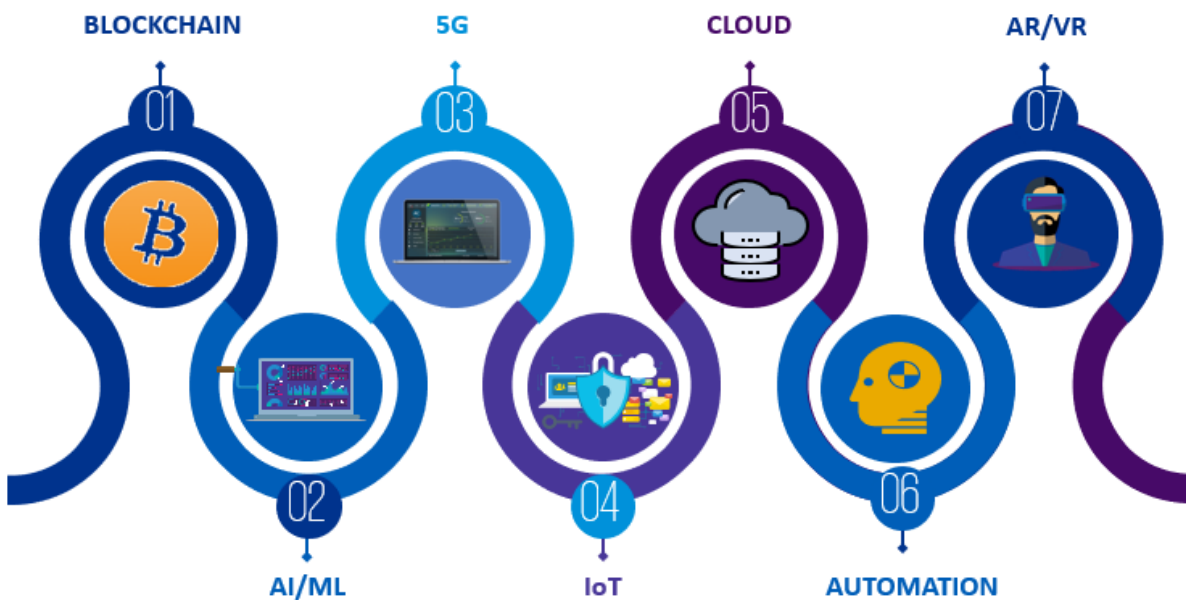 BLOCKCHAIN
5G
CLOUD
AR/VR
01
03
05
07
02
04
06
AI/ML
IoT
AUTOMATION